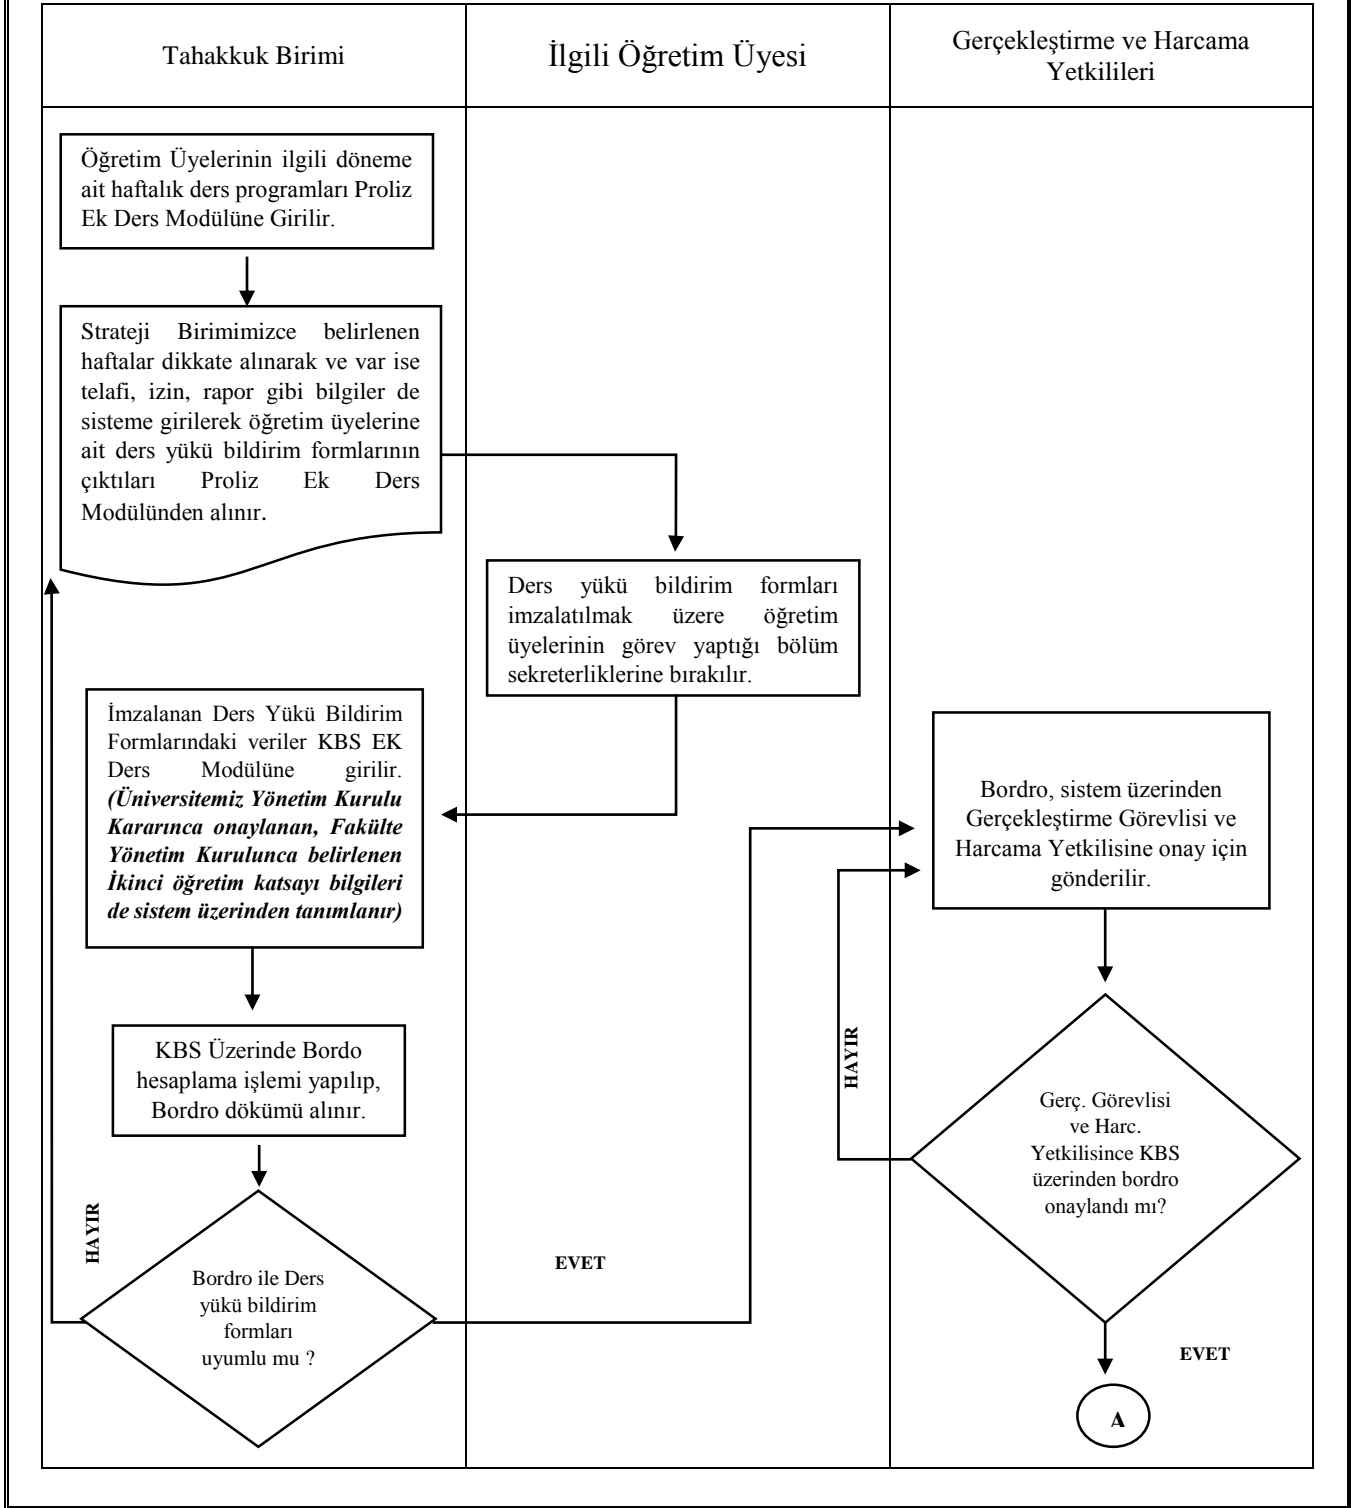 Tahakkuk Birimi
İlgili Öğretim Üyesi
Gerçekleştirme ve Harcama
Yetkilileri
Öğretim Üyelerinin ilgili döneme
ait haftalık ders programları Proliz
Ek Ders Modülüne Girilir.
Strateji Birimimizce belirlenen
haftalar dikkate alınarak ve var ise
telafi, izin, rapor gibi bilgiler de
sisteme girilerek öğretim üyelerine
ait ders yükü bildirim formlarının
çıktıları Proliz Ek Ders
Modülünden alınır.
Ders yükü bildirim formları
imzalatılmak üzere öğretim
üyelerinin görev yaptığı bölüm
sekreterliklerine bırakılır.
İmzalanan Ders Yükü Bildirim
Formlarındaki veriler KBS EK
Ders Modülüne girilir.
(Üniversitemiz Yönetim Kurulu
Kararınca onaylanan, Fakülte
Yönetim Kurulunca belirlenen
İkinci öğretim katsayı bilgileri
de sistem üzerinden tanımlanır)
Bordro, sistem üzerinden
Gerçekleştirme Görevlisi ve
Harcama Yetkilisine onay için
gönderilir.
KBS Üzerinde Bordo
hesaplama işlemi yapılıp,
Bordro dökümü alınır.
HAYIR
Gerç. Görevlisi
ve Harc.
Yetkilisince KBS
üzerinden bordro
onaylandı mı?
HAYIR
Bordro ile Ders
yükü bildirim
formları
uyumlu mu ?
EVET
EVET
A